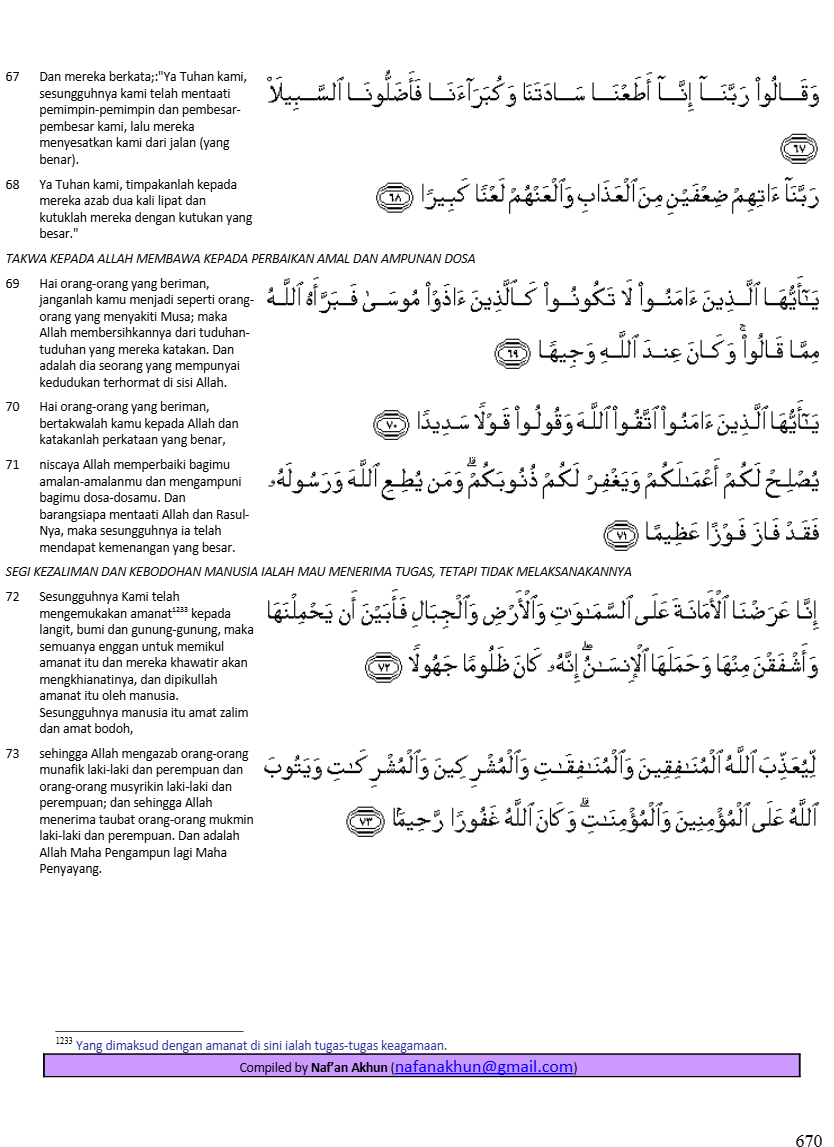 67 Dan mereka berkata;:"Ya Tuhan kami,
sesungguhnya kami telah mentaati
pemimpin-pemimpin dan pembesar-
pembesar kami, lalu mereka
menyesatkan kami dari jalan (yang
benar).
وَقَالُوا۟ رَبَّنَآ إِنَّآ أَطَعْنَا سَادَتَنَا وَكُبَرَآءَنَا فَأَضَلُّونَا ٱلسَّبِيلَا۠
﴿٦٧﴾
68 Ya Tuhan kami, timpakanlah kepada
mereka azab dua kali lipat dan
kutuklah mereka dengan kutukan yang
besar."
رَبَّنَآ ءَاتِهِمْ ضِعْفَيْنِ مِنَ ٱلْعَذَابِ وَٱلْعَنْهُمْ لَعْنًا كَبِيرًا ﴿٦٨﴾
TAKWA KEPADA ALLAH MEMBAWA KEPADA PERBAIKAN AMAL DAN AMPUNAN DOSA
69 Hai orang-orang yang beriman,
janganlah kamu menjadi seperti orang-
orang yang menyakiti Musa; maka
Allah membersihkannya dari tuduhan-
tuduhan yang mereka katakan. Dan
adalah dia seorang yang mempunyai
kedudukan terhormat di sisi Allah.
يَـٰٓأَيُّهَا ٱلَّذِينَ ءَامَنُوا۟ لَا تَكُونُوا۟ كَٱلَّذِينَ ءَاذَوْا۟ مُوسَىٰ فَبَرَّأَهُ ٱللَّهُ
مِمَّا قَالُوا۟ ۚ وَكَانَ عِندَ ٱللَّهِ وَجِيهًا ﴿٦٩﴾
70 Hai orang-orang yang beriman,
bertakwalah kamu kepada Allah dan
katakanlah perkataan yang benar,
يَـٰٓأَيُّهَا ٱلَّذِينَ ءَامَنُوا۟ ٱتَّقُوا۟ ٱللَّهَ وَقُولُوا۟ قَوْلًا سَدِيدًا ﴿٧٠﴾
71 niscaya Allah memperbaiki bagimu
amalan-amalanmu dan mengampuni
bagimu dosa-dosamu. Dan
barangsiapa mentaati Allah dan Rasul-
Nya, maka sesungguhnya ia telah
mendapat kemenangan yang besar.
يُصْلِحْ لَكُمْ أَعْمَـٰلَكُمْ وَيَغْفِرْ لَكُمْ ذُنُوبَكُمْ ۗ وَمَن يُطِعِ ٱللَّهَ وَرَسُولَهُۥ
فَقَدْ فَازَ فَوْزًا عَظِيمًا ﴿٧١﴾
SEGI KEZALIMAN DAN KEBODOHAN MANUSIA IALAH MAU MENERIMA TUGAS, TETAPI TIDAK MELAKSANAKANNYA
72 Sesungguhnya Kami telah
mengemukakan amanat¹²³³ kepada
langit, bumi dan gunung-gunung, maka
semuanya enggan untuk memikul
amanat itu dan mereka khawatir akan
mengkhianatinya, dan dipikullah
amanat itu oleh manusia.
Sesungguhnya manusia itu amat zalim
dan amat bodoh,
إِنَّا عَرَضْنَا ٱلْأَمَانَةَ عَلَى ٱلسَّمَـٰوَٰتِ وَٱلْأَرْضِ وَٱلْجِبَالِ فَأَبَيْنَ أَن يَحْمِلْنَهَا
وَأَشْفَقْنَ مِنْهَا وَحَمَلَهَا ٱلْإِنسَـٰنُ ۖ إِنَّهُۥ كَانَ ظَلُومًا جَهُولًا ﴿٧٢﴾
73 sehingga Allah mengazab orang-orang
munafik laki-laki dan perempuan dan
orang-orang musyrikin laki-laki dan
perempuan; dan sehingga Allah
menerima taubat orang-orang mukmin
laki-laki dan perempuan. Dan adalah
Allah Maha Pengampun lagi Maha
Penyayang.
لِّيُعَذِّبَ ٱللَّهُ ٱلْمُنَـٰفِقِينَ وَٱلْمُنَـٰفِقَـٰتِ وَٱلْمُشْرِكِينَ وَٱلْمُشْرِكَـٰتِ وَيَتُوبَ
ٱللَّهُ عَلَى ٱلْمُؤْمِنِينَ وَٱلْمُؤْمِنَـٰتِ ۗ وَكَانَ ٱللَّهُ غَفُورًا رَّحِيمًۢا ﴿٧٣﴾
¹²³³ Yang dimaksud dengan amanat di sini ialah tugas-tugas keagamaan.
Compiled by Naf’an Akhun (nafanakhun@gmail.com)
670